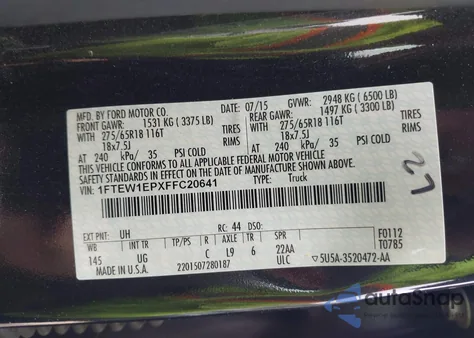 MFD. BY FORD MOTOR CO.
DATE: 07/15 GVWR: 2948 KG ( 6500 LB)
FRONT GAWR: 1531 KG ( 3375 LB) REAR GAWR: 1497 KG ( 3300 LB)
WITH 275/65R18 116T TIRES WITH 275/65R18 116T TIRES
18x7.5J RIMS 18x7.5J RIMS
AT 240 kPa/ 35 PSI COLD AT 240 kPa/ 35 PSI COLD
THIS VEHICLE CONFORMS TO ALL APPLICABLE FEDERAL MOTOR VEHICLE
SAFETY STANDARDS IN EFFECT ON THE DATE OF MANUFACTURE SHOWN ABOVE
VIN: 1FTEW1EPXFFC20641 TYPE: Truck
EXT PNT: UH RC: 44 DSO: F0112
WB INT TR TP/PS R AXLE TR SPR T0785
145 UG C L9 6 22AA
MADE IN U.S.A. 2201507280187 ULC 5U5A-3520472-AA
L2
autoSnap